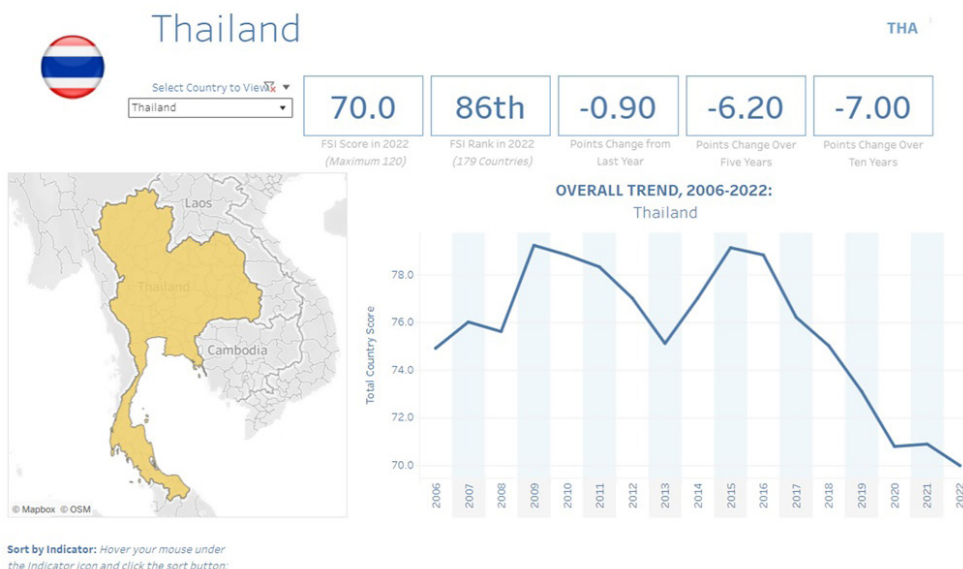 Thailand
THA
Select Country to View
Thailand
70.0
86th
-0.90
-6.20
-7.00
FSI Score in 2022
(Maximum 120)
FSI Rank in 2022
(179 Countries)
Points Change from
Last Year
Points Change Over
Five Years
Points Change Over
Ten Years
Laos
Thailand
Cambodia
© Mapbox © OSM
OVERALL TREND, 2006-2022:
Thailand
Total Country Score
78.0
76.0
74.0
72.0
70.0
2006
2007
2008
2009
2010
2011
2012
2013
2014
2015
2016
2017
2018
2019
2020
2021
2022
Sort by Indicator: Hover your mouse under
the Indicator icon and click the sort button: